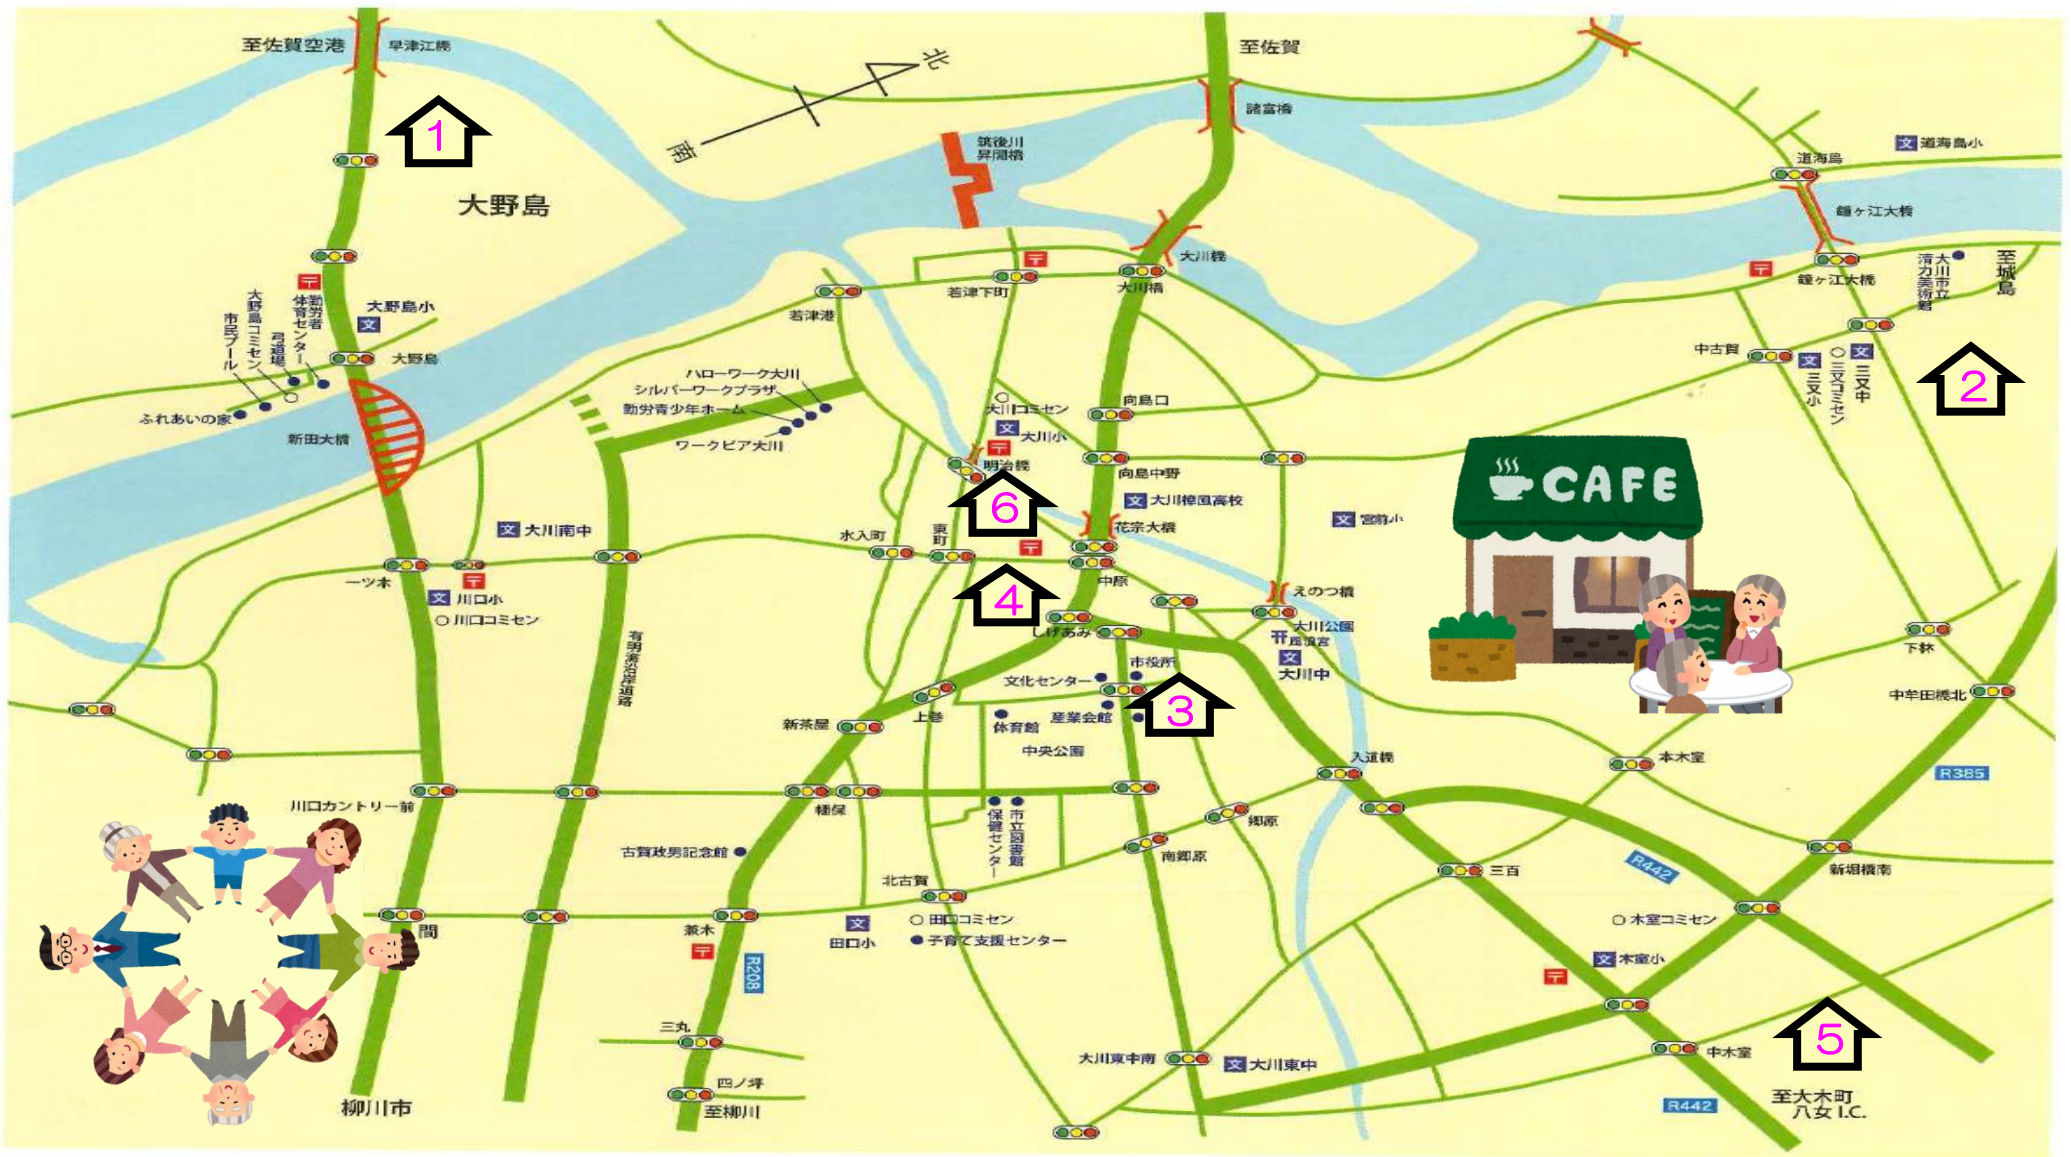 至佐賀空港
早津江橋
北
南
至佐賀
諸富橋
筑後川
昇開橋
道海島小
道海島
鐘ヶ江大橋
1
大野島
大川橋
大川橋
若津下町
若津港
鐘ヶ江大橋
大川市立
清力美術館
至城島
大野島小
大野島
勤労者
体育センター
弓道場
大野島コミセン
市民プール
ふれあいの家
新田大橋
ハローワーク大川
シルバーワークプラザ
勤労青少年ホーム
ワークピア大川
大川コミセン
大川小
向島口
中古賀
三又小
三又コミセン
三又中
2
明治橋
向島中野
大川樟風高校
花宗大橋
宮前小
CAFE
6
大川南中
水入町
東町
一ツ木
川口小
川口コミセン
中原
4
しげあみ
えのつ橋
大川公園
風浪宮
大川中
下林
中牟田橋北
有明海沿岸道路
市役所
文化センター
産業会館
3
上巻
新茶屋
体育館
中央公園
入道橋
本木室
R385
川口カントリー前
幡保
保健センター
市立図書館
郷原
南郷原
古賀政男記念館
北古賀
三百
R442
新堀橋南
間
兼木
田口小
田口コミセン
子育て支援センター
木室コミセン
木室小
R208
三丸
四ノ坪
至柳川
柳川市
大川東中南
大川東中
中木室
5
R442
至大木町
八女I.C.